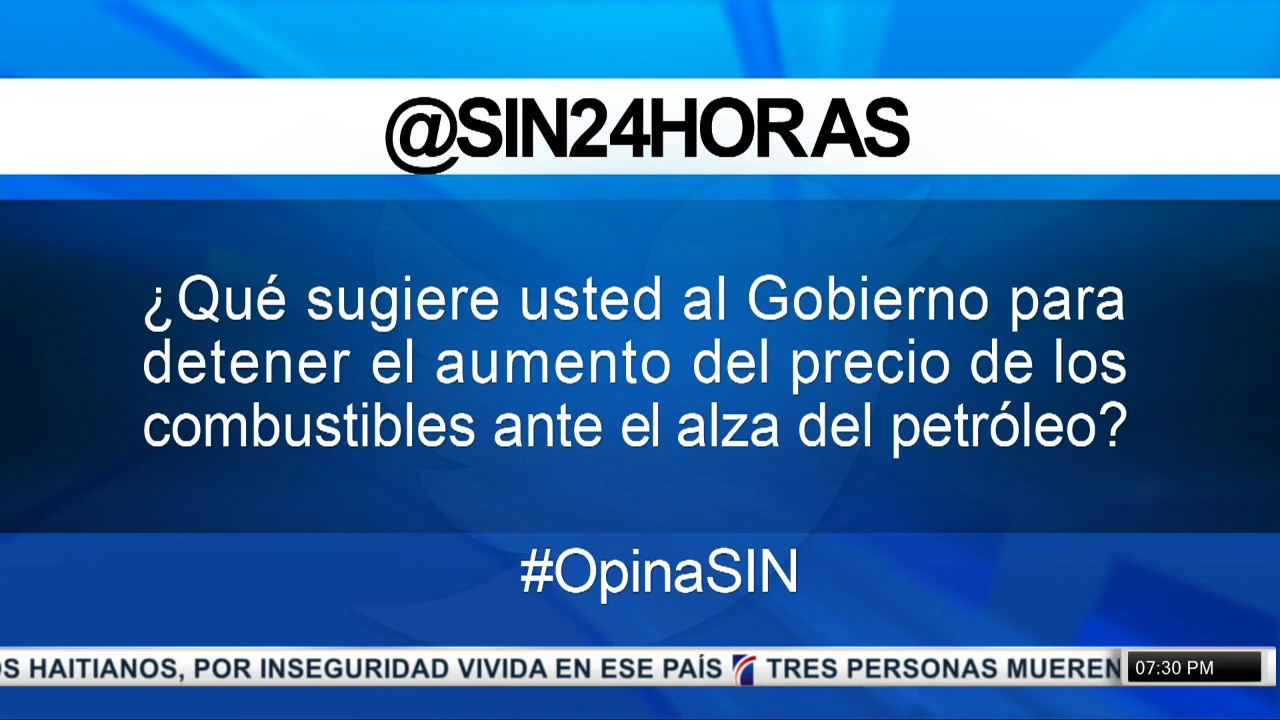 @SIN24HORAS
¿Qué sugiere usted al Gobierno para
detener el aumento del precio de los
combustibles ante el alza del petróleo?
#OpinaSIN
OS HAITIANOS, POR INSEGURIDAD VIVIDA EN ESE PAÍS TRES PERSONAS MUEREN
07:30 PM